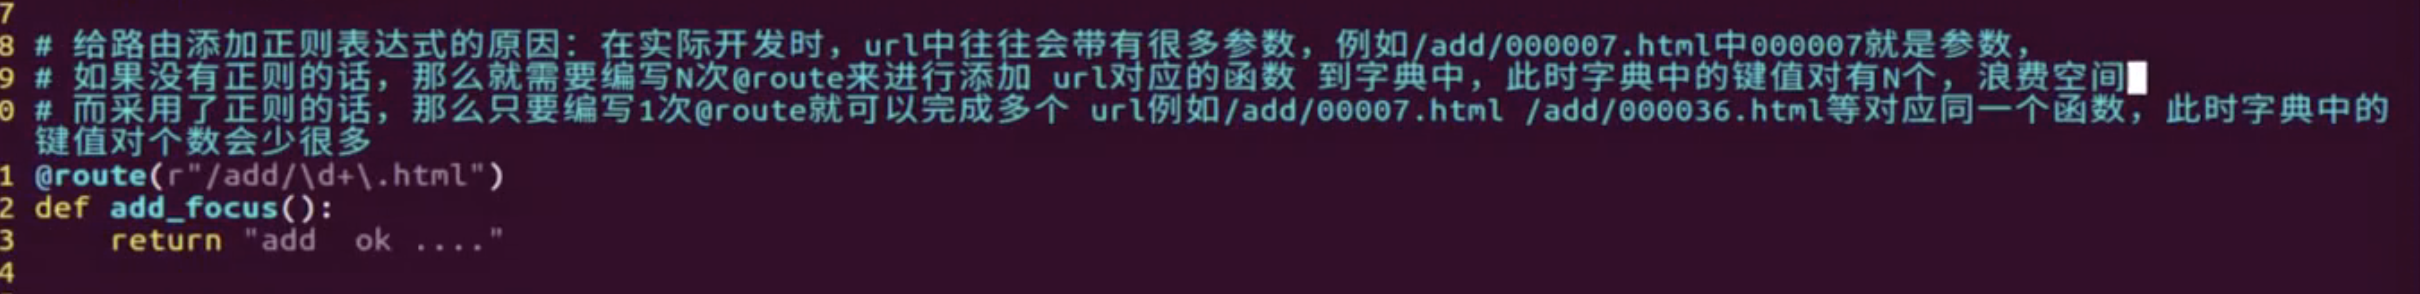 7
8 # 给路由添加正则表达式的原因：在实际开发时，url中往往会带有很多参数，例如/add/000007.html中000007就是参数，
9 # 如果没有正则的话，那么就需要编写N次@route来进行添加 url对应的函数 到字典中，此时字典中的键值对有N个，浪费空间
0 # 而采用了正则的话，那么只要编写1次@route就可以完成多个 url例如/add/00007.html /add/000036.html等对应同一个函数，此时字典中的
键值对个数会少很多
1 @route(r"/add/\d+\.html")
2 def add_focus():
3     return "add  ok ...."
4